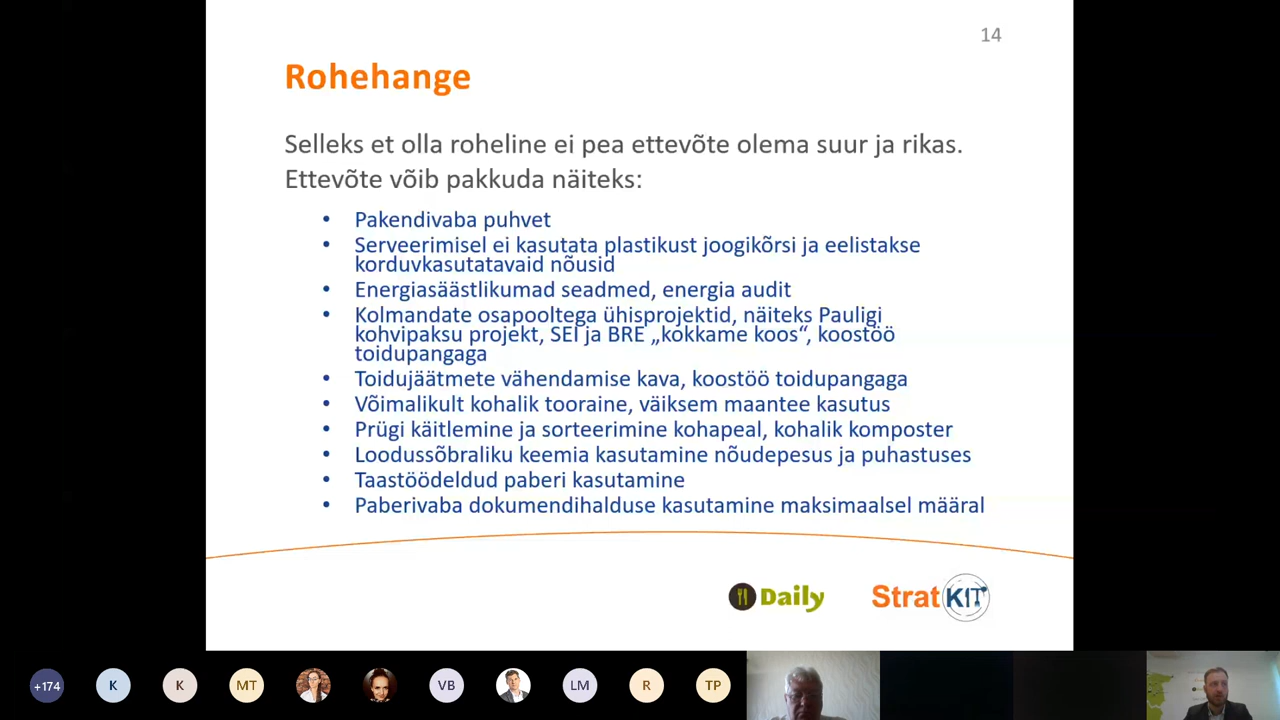 14
Rohehange
Selleks et olla roheline ei pea ettevõte olema suur ja rikas.
Ettevõte võib pakkuda näiteks:
• Pakendivaba puhvet
• Serveerimisel ei kasutata plastikust joogikõrsi ja eelistakse
korduvkasutatavaid nõusid
• Energiasäästlikumad seadmed, energia audit
• Kolmandate osapooltega ühisprojektid, näiteks Pauligi
kohvipaksu projekt, SEI ja BRE „kokkame koos“, koostöö
toidupangaga
• Toidujäätmete vähendamise kava, koostöö toidupangaga
• Võimalikult kohalik tooraine, väiksem maantee kasutus
• Prügi käitlemine ja sorteerimine kohapeal, kohalik komposter
• Loodussõbraliku keemia kasutamine nõudepesus ja puhastuses
• Taastöödeldud paberi kasutamine
• Paberivaba dokumendihalduse kasutamine maksimaalsel määral
Daily StratKIT
+174 K K MT VB LM R TP